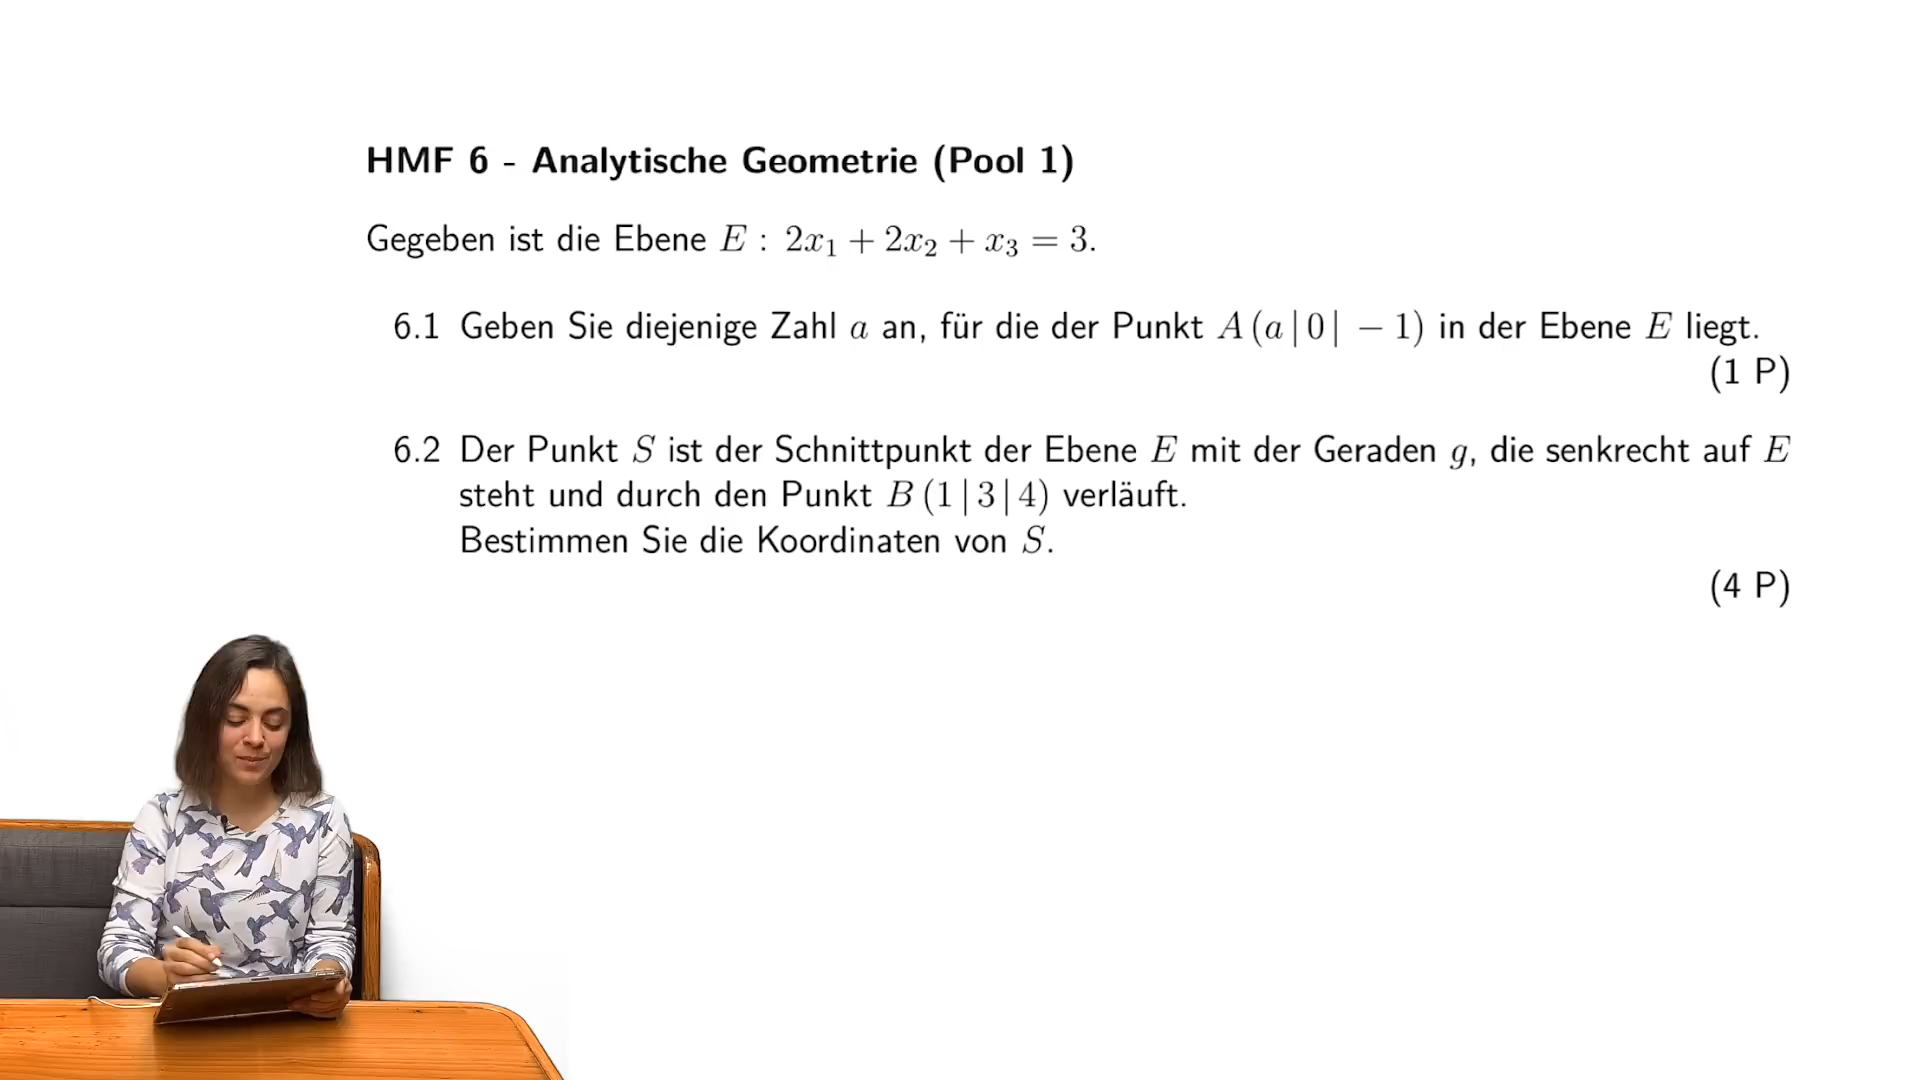 HMF 6 - Analytische Geometrie (Pool 1)
Gegeben ist die Ebene E : 2x₁ + 2x₂ + x₃ = 3.
6.1 Geben Sie diejenige Zahl a an, für die der Punkt A (a | 0 | − 1) in der Ebene E liegt.
(1 P)
6.2 Der Punkt S ist der Schnittpunkt der Ebene E mit der Geraden g, die senkrecht auf E
steht und durch den Punkt B (1 | 3 | 4) verläuft.
Bestimmen Sie die Koordinaten von S.
(4 P)